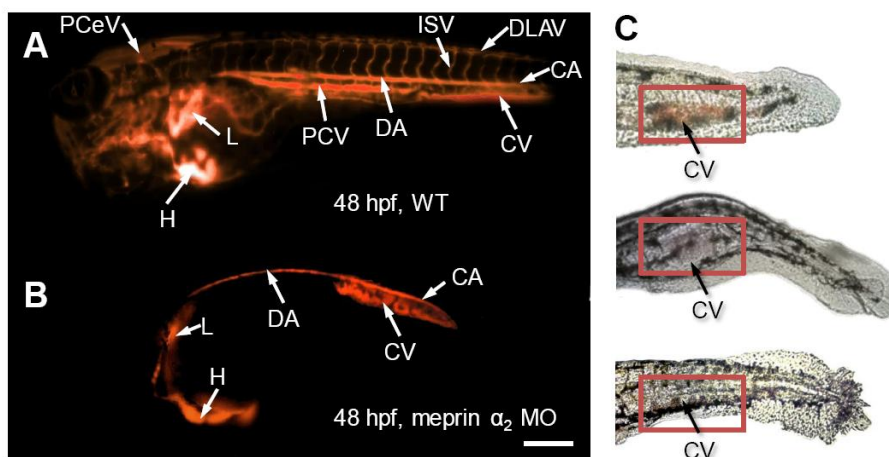 A
PCeV
ISV
DLAV
CA
L
PCV
DA
CV
H
48 hpf, WT
B
CA
DA
L
CV
H
48 hpf, meprin α₂ MO
C
CV
CV
CV